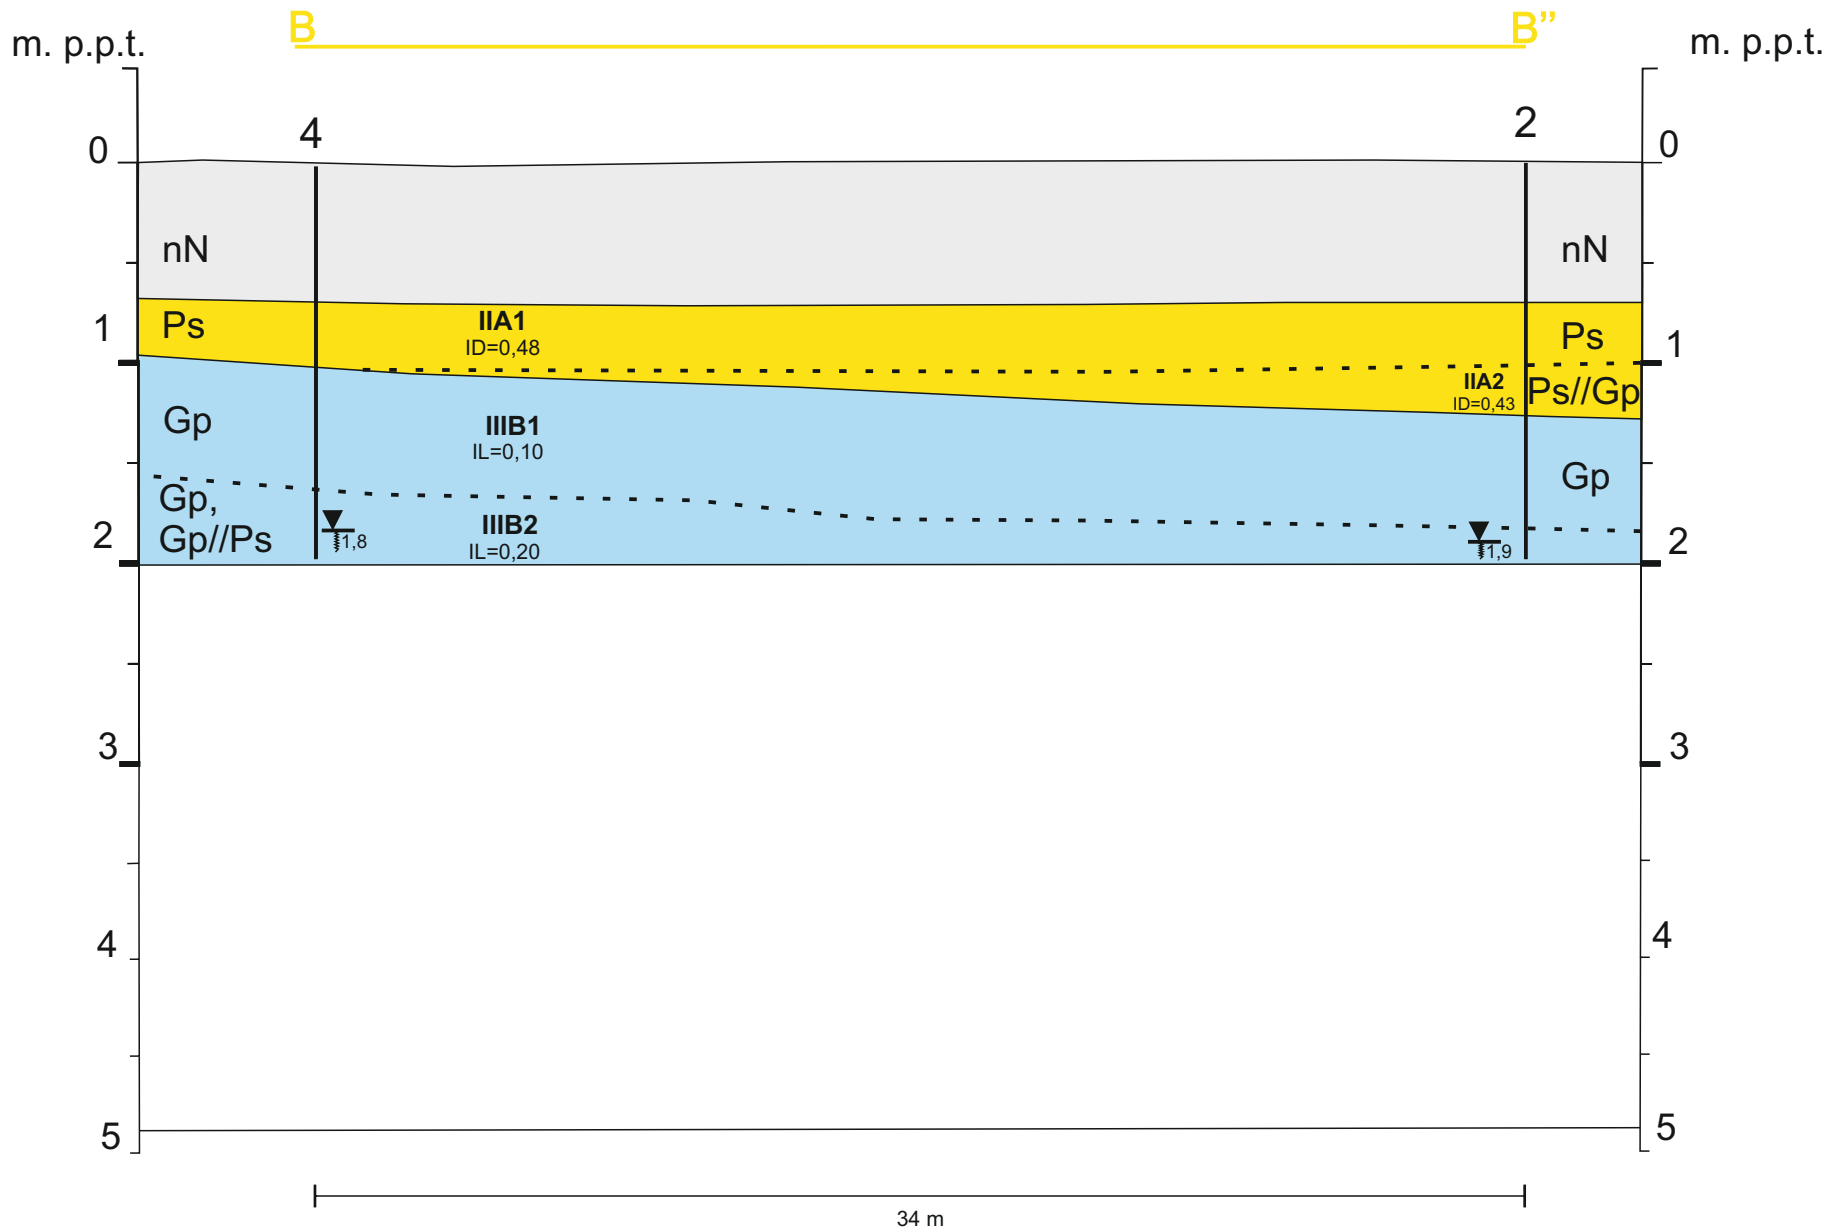 B B”
m. p.p.t. m. p.p.t.
4 2
0 0
nN nN
Ps IIA1 Ps
1 ID=0,48 1
IIA2 Ps//Gp
ID=0,43
Gp IIIB1
IL=0,10
Gp
Gp,
Gp//Ps IIIB2
2 1,8 IL=0,20 1,9 2
3 3
4 4
5 5
34 m